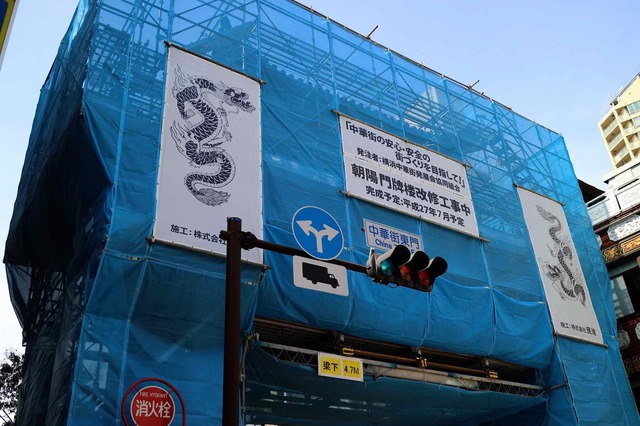 「中華街の安心・安全の
街づくりを目指して!」
発注者:横浜中華街発展会協同組合
朝陽門牌楼改修工事中
完成予定:平成27年7月予定
施工:株式会社
中華街東門
China
施工:株式会社
梁下 4.7M
FIRE HYDRANT
消火栓